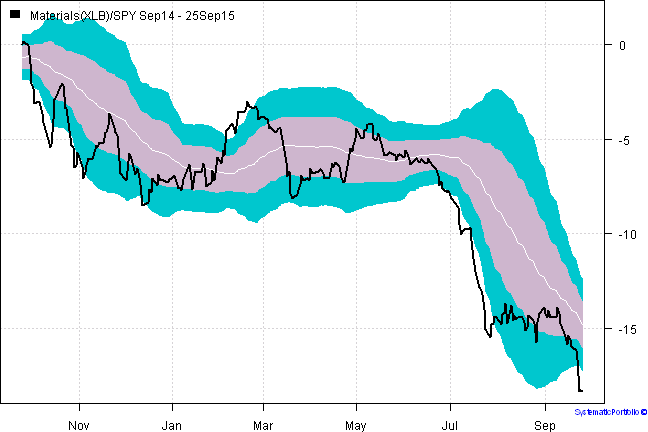 Materials(XLB)/SPY Sep14 - 25Sep15
0
-5
-10
-15
Nov Jan Mar May Jul Sep
SystematicPortfolio ©